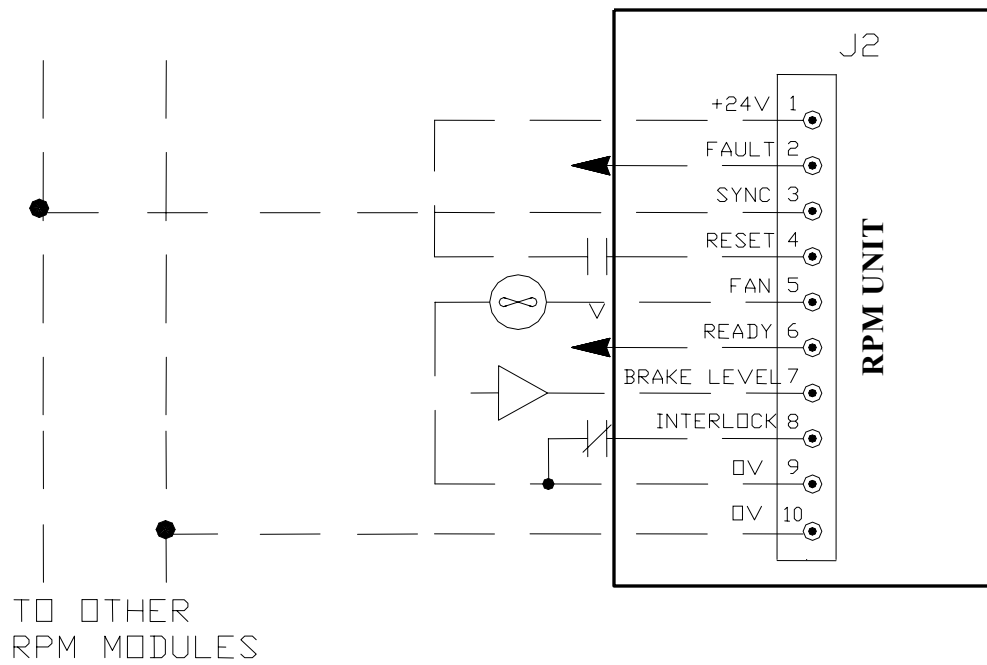 J2
+24V 1
FAULT 2
SYNC 3
RESET 4
FAN 5
READY 6
BRAKE LEVEL 7
INTERLOCK 8
0V 9
0V 10
RPM UNIT
TO OTHER
RPM MODULES